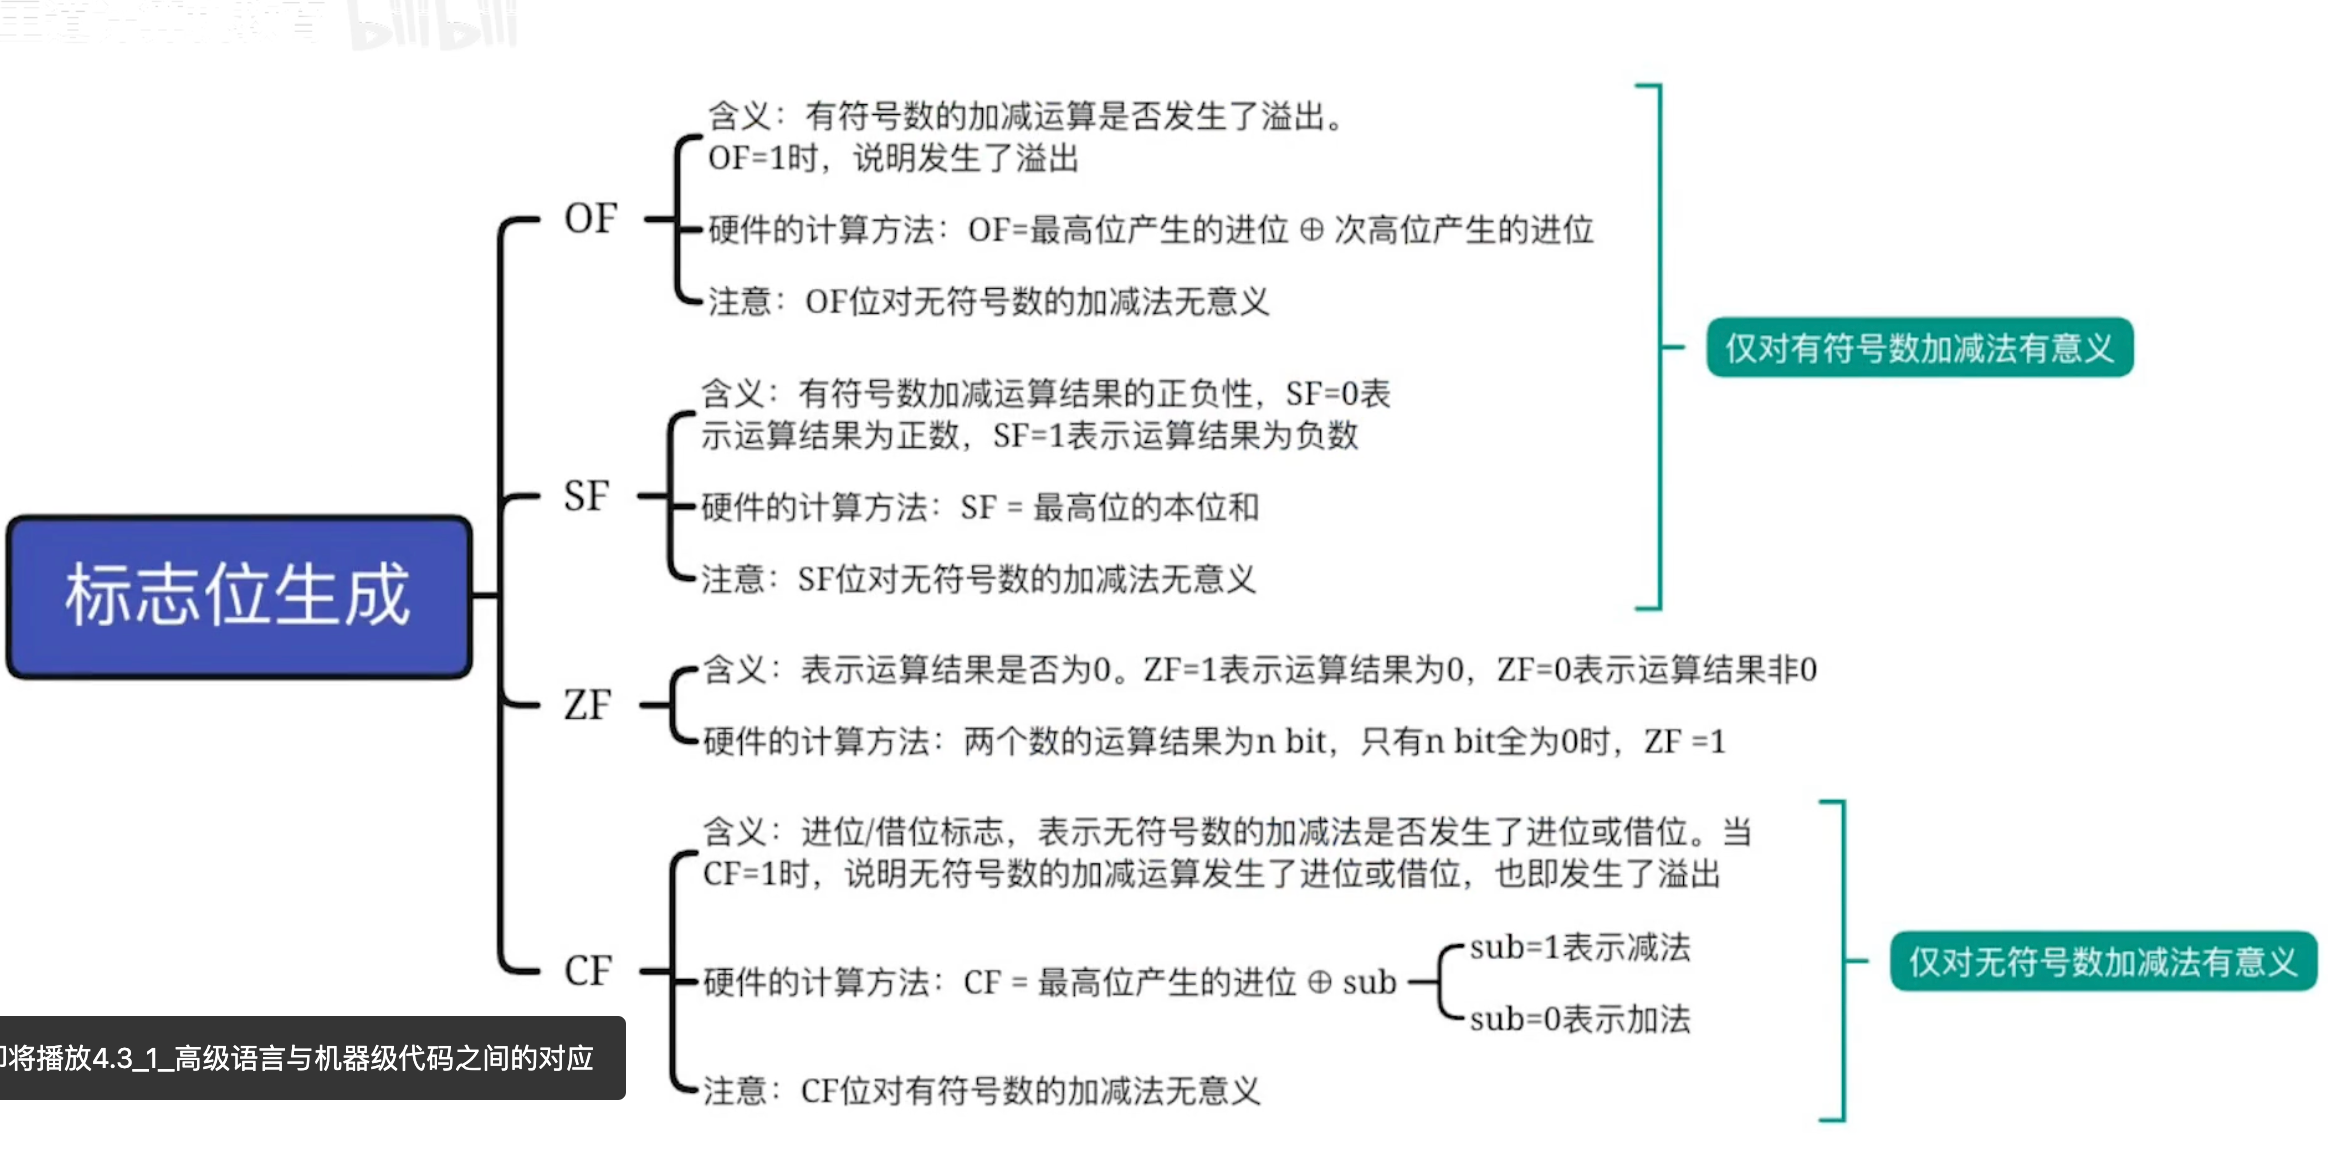 bilibili
含义：有符号数的加减运算是否发生了溢出。
OF=1时，说明发生了溢出
OF
硬件的计算方法：OF=最高位产生的进位 ⊕ 次高位产生的进位
注意：OF位对无符号数的加减法无意义
仅对有符号数加减法有意义
含义：有符号数加减运算结果的正负性，SF=0表
示运算结果为正数，SF=1表示运算结果为负数
SF
硬件的计算方法：SF = 最高位的本位和
注意：SF位对无符号数的加减法无意义
标志位生成
含义：表示运算结果是否为0。ZF=1表示运算结果为0，ZF=0表示运算结果非0
ZF
硬件的计算方法：两个数的运算结果为n bit，只有n bit全为0时，ZF =1
含义：进位/借位标志，表示无符号数的加减法是否发生了进位或借位。当
CF=1时，说明无符号数的加减运算发生了进位或借位，也即发生了溢出
CF
硬件的计算方法：CF = 最高位产生的进位 ⊕ sub
sub=1表示减法
sub=0表示加法
仅对无符号数加减法有意义
注意：CF位对有符号数的加减法无意义
将播放4.3_1_高级语言与机器级代码之间的对应